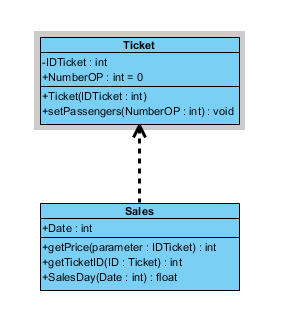 Ticket
-IDTicket : int
+NumberOP : int = 0
+Ticket(IDTicket : int)
+setPassengers(NumberOP : int) : void
Sales
+Date : int
+getPrice(parameter : IDTicket) : int
+getTicketID(ID : Ticket) : int
+SalesDay(Date : int) : float